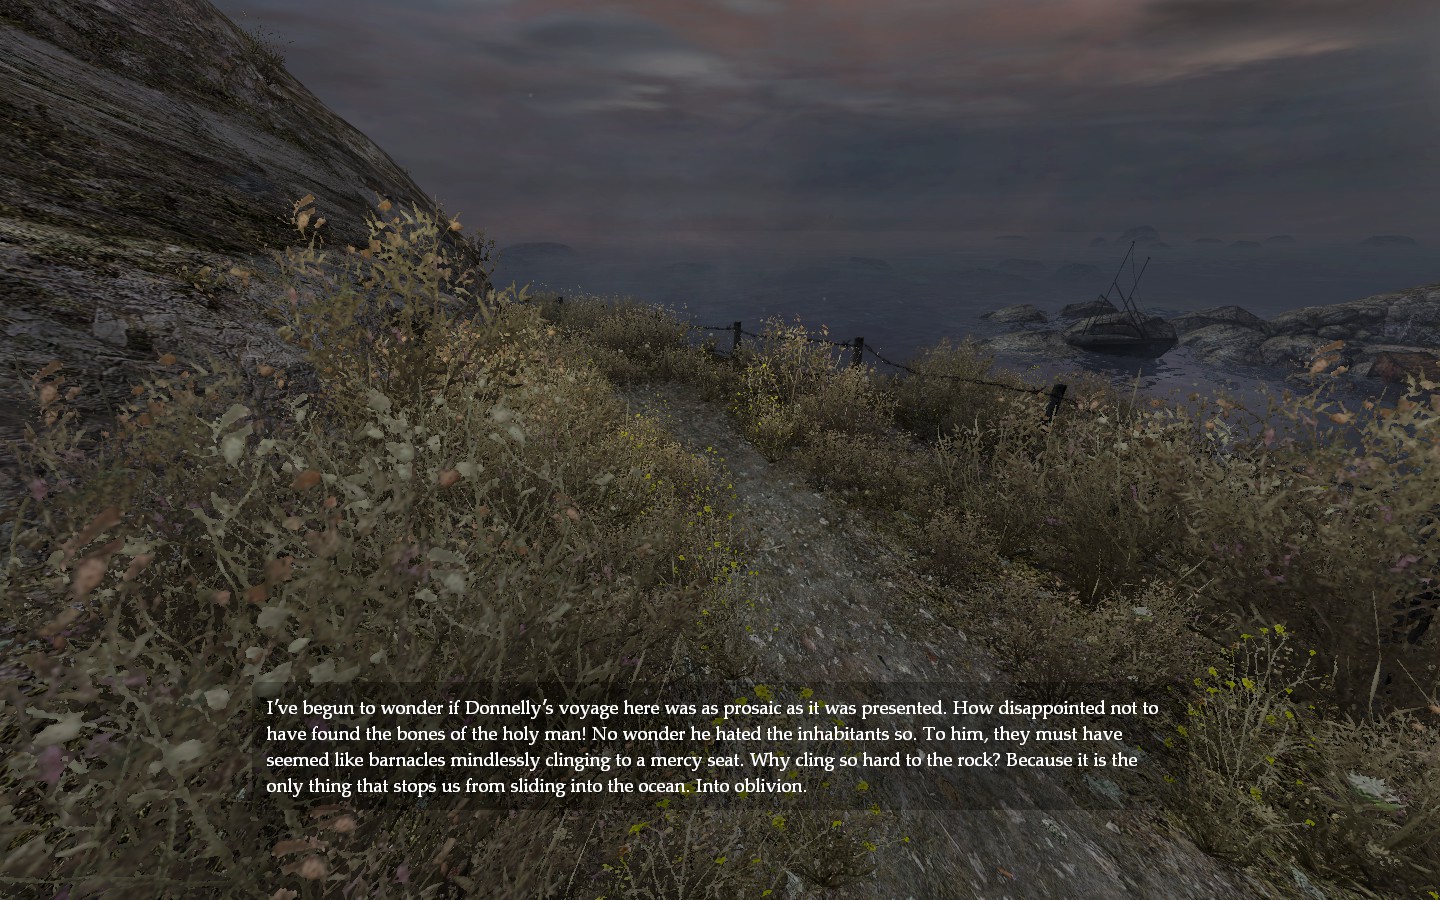 I've begun to wonder if Donnelly's voyage here was as prosaic as it was presented. How disappointed not to
have found the bones of the holy man! No wonder he hated the inhabitants so. To him, they must have
seemed like barnacles mindlessly clinging to a mercy seat. Why cling so hard to the rock? Because it is the
only thing that stops us from sliding into the ocean. Into oblivion.